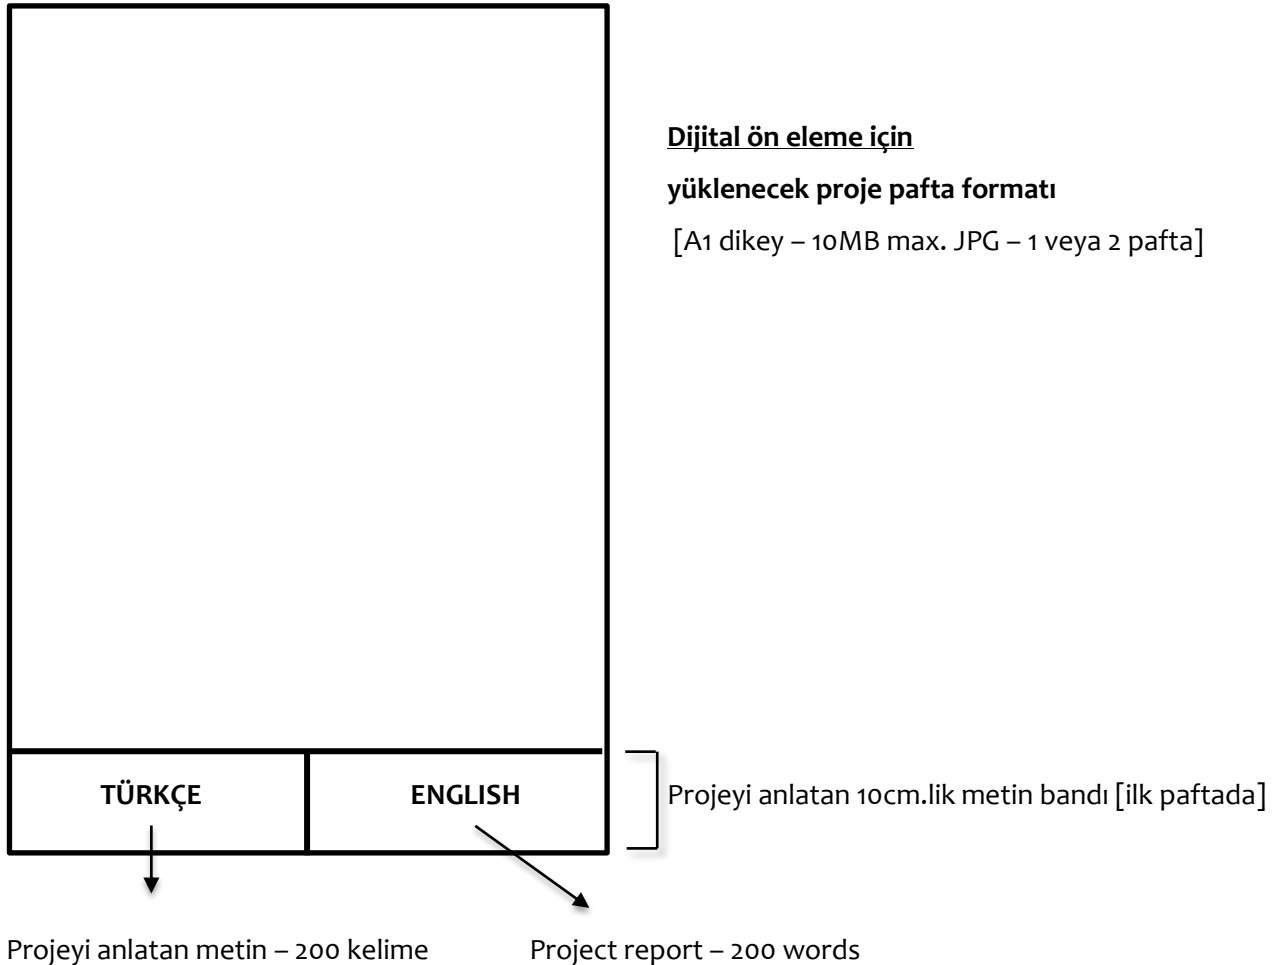 Dijital ön eleme için
yüklenecek proje pafta formatı
[A1 dikey – 10MB max. JPG – 1 veya 2 pafta]
TÜRKÇE
ENGLISH
Projeyi anlatan 10cm.lik metin bandı [ilk paftada]
Projeyi anlatan metin – 200 kelime
Project report – 200 words